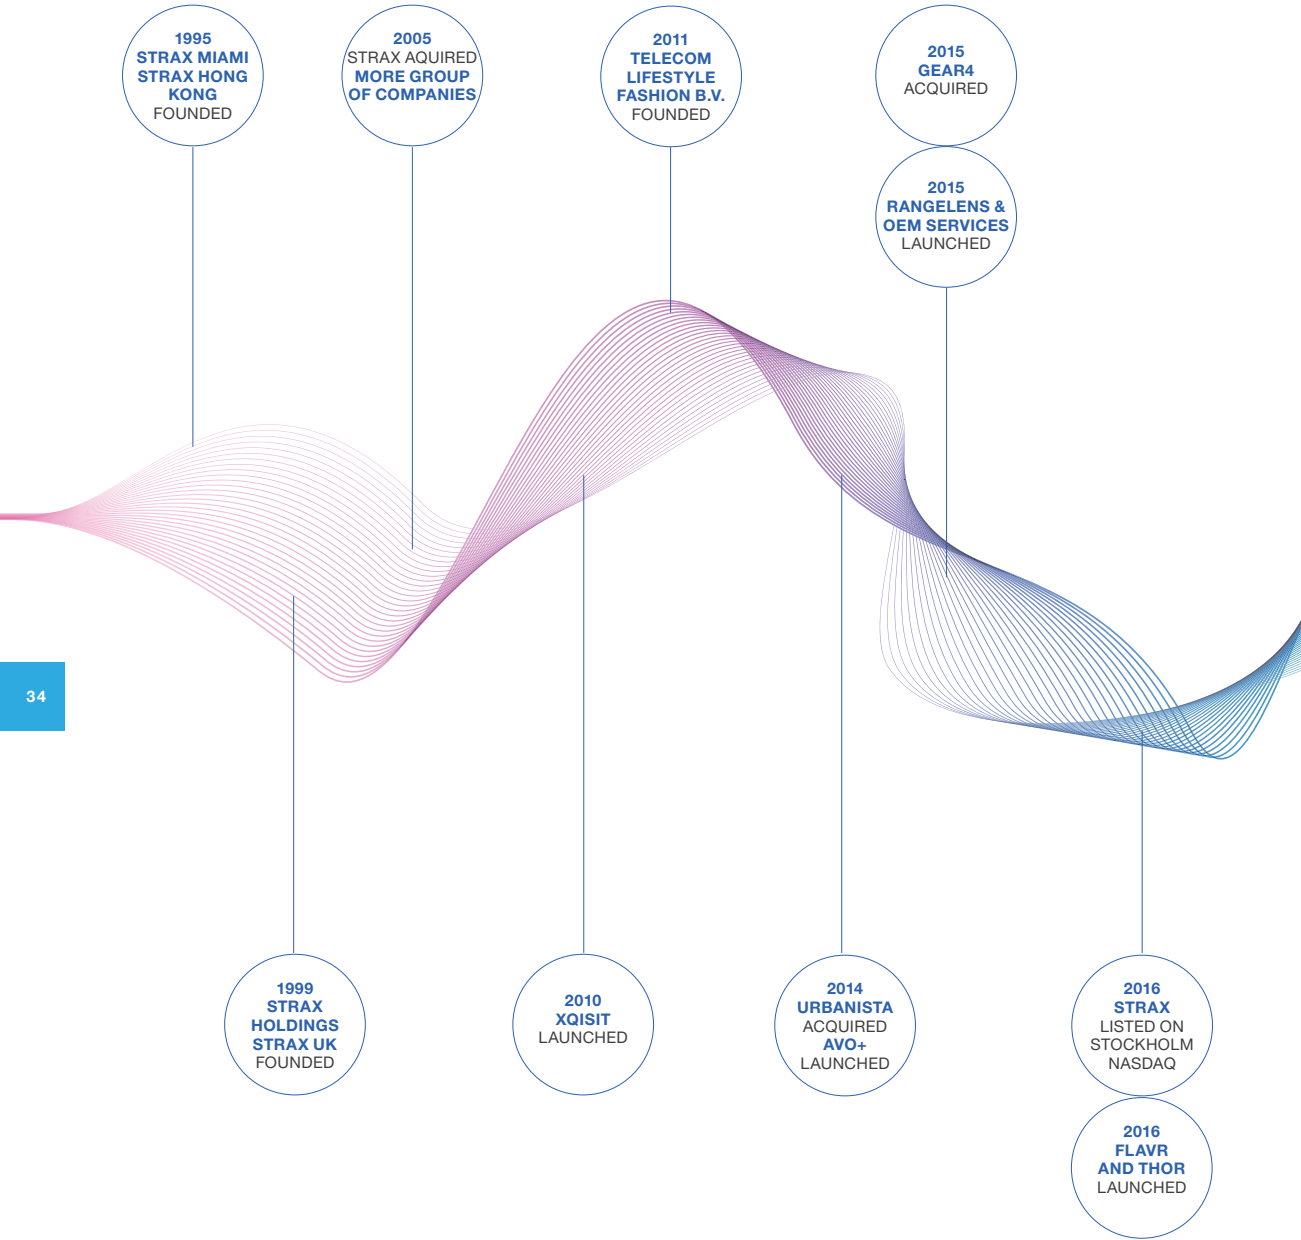 1995
STRAX MIAMI
STRAX HONG
KONG
FOUNDED
2005
STRAX AQUIRED
MORE GROUP
OF COMPANIES
2011
TELECOM
LIFESTYLE
FASHION B.V.
FOUNDED
2015
GEAR4
ACQUIRED
2015
RANGELENS &
OEM SERVICES
LAUNCHED
34
1999
STRAX
HOLDINGS
STRAX UK
FOUNDED
2010
XQISIT
LAUNCHED
2014
URBANISTA
ACQUIRED
AVO+
LAUNCHED
2016
STRAX
LISTED ON
STOCKHOLM
NASDAQ
2016
FLAVR
AND THOR
LAUNCHED